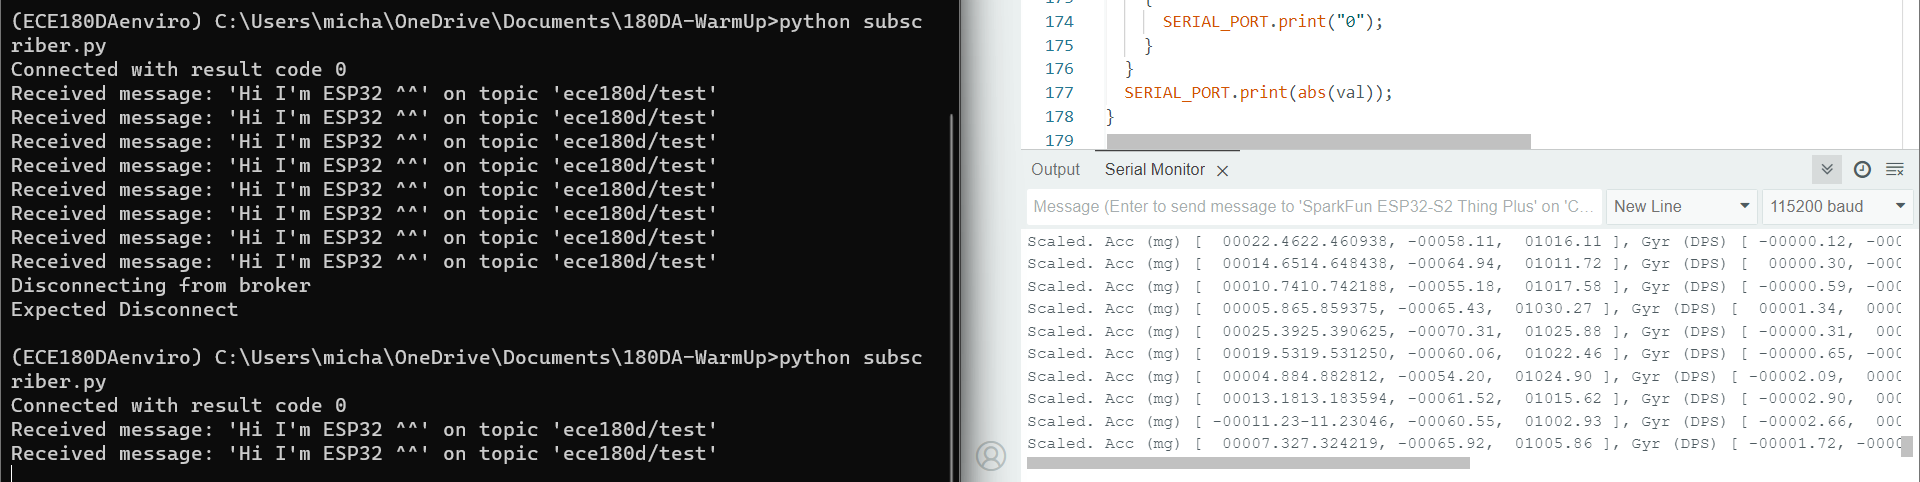 (ECE180DAenviro) C:\Users\micha\OneDrive\Documents\180DA-WarmUp>python subsc
riber.py
Connected with result code 0
Received message: 'Hi I'm ESP32 ^^' on topic 'ece180d/test'
Received message: 'Hi I'm ESP32 ^^' on topic 'ece180d/test'
Received message: 'Hi I'm ESP32 ^^' on topic 'ece180d/test'
Received message: 'Hi I'm ESP32 ^^' on topic 'ece180d/test'
Received message: 'Hi I'm ESP32 ^^' on topic 'ece180d/test'
Received message: 'Hi I'm ESP32 ^^' on topic 'ece180d/test'
Received message: 'Hi I'm ESP32 ^^' on topic 'ece180d/test'
Received message: 'Hi I'm ESP32 ^^' on topic 'ece180d/test'
Disconnecting from broker
Expected Disconnect
(ECE180DAenviro) C:\Users\micha\OneDrive\Documents\180DA-WarmUp>python subsc
riber.py
Connected with result code 0
Received message: 'Hi I'm ESP32 ^^' on topic 'ece180d/test'
Received message: 'Hi I'm ESP32 ^^' on topic 'ece180d/test'
173 {
174 SERIAL_PORT.print("0");
175 }
176 }
177 SERIAL_PORT.print(abs(val));
178 }
179
Output Serial Monitor
Message (Enter to send message to 'SparkFun ESP32-S2 Thing Plus' on 'C... New Line 115200 baud
Scaled. Acc (mg) [ 00022.4622.460938, -00058.11, 01016.11 ], Gyr (DPS) [ -00000.12, -000
Scaled. Acc (mg) [ 00014.6514.648438, -00064.94, 01011.72 ], Gyr (DPS) [ 00000.30, -000
Scaled. Acc (mg) [ 00010.7410.742188, -00055.18, 01017.58 ], Gyr (DPS) [ -00000.59, -000
Scaled. Acc (mg) [ 00005.865.859375, -00065.43, 01030.27 ], Gyr (DPS) [ 00001.34, 000
Scaled. Acc (mg) [ 00025.3925.390625, -00070.31, 01025.88 ], Gyr (DPS) [ -00000.31, 000
Scaled. Acc (mg) [ 00019.5319.531250, -00060.06, 01022.46 ], Gyr (DPS) [ -00000.65, -000
Scaled. Acc (mg) [ 00004.884.882812, -00054.20, 01024.90 ], Gyr (DPS) [ -00002.09, 000
Scaled. Acc (mg) [ 00013.1813.183594, -00061.52, 01015.62 ], Gyr (DPS) [ -00002.90, 000
Scaled. Acc (mg) [ -00011.23-11.23046, -00060.55, 01002.93 ], Gyr (DPS) [ -00002.66, 000
Scaled. Acc (mg) [ 00007.327.324219, -00065.92, 01005.86 ], Gyr (DPS) [ -00001.72, -0000